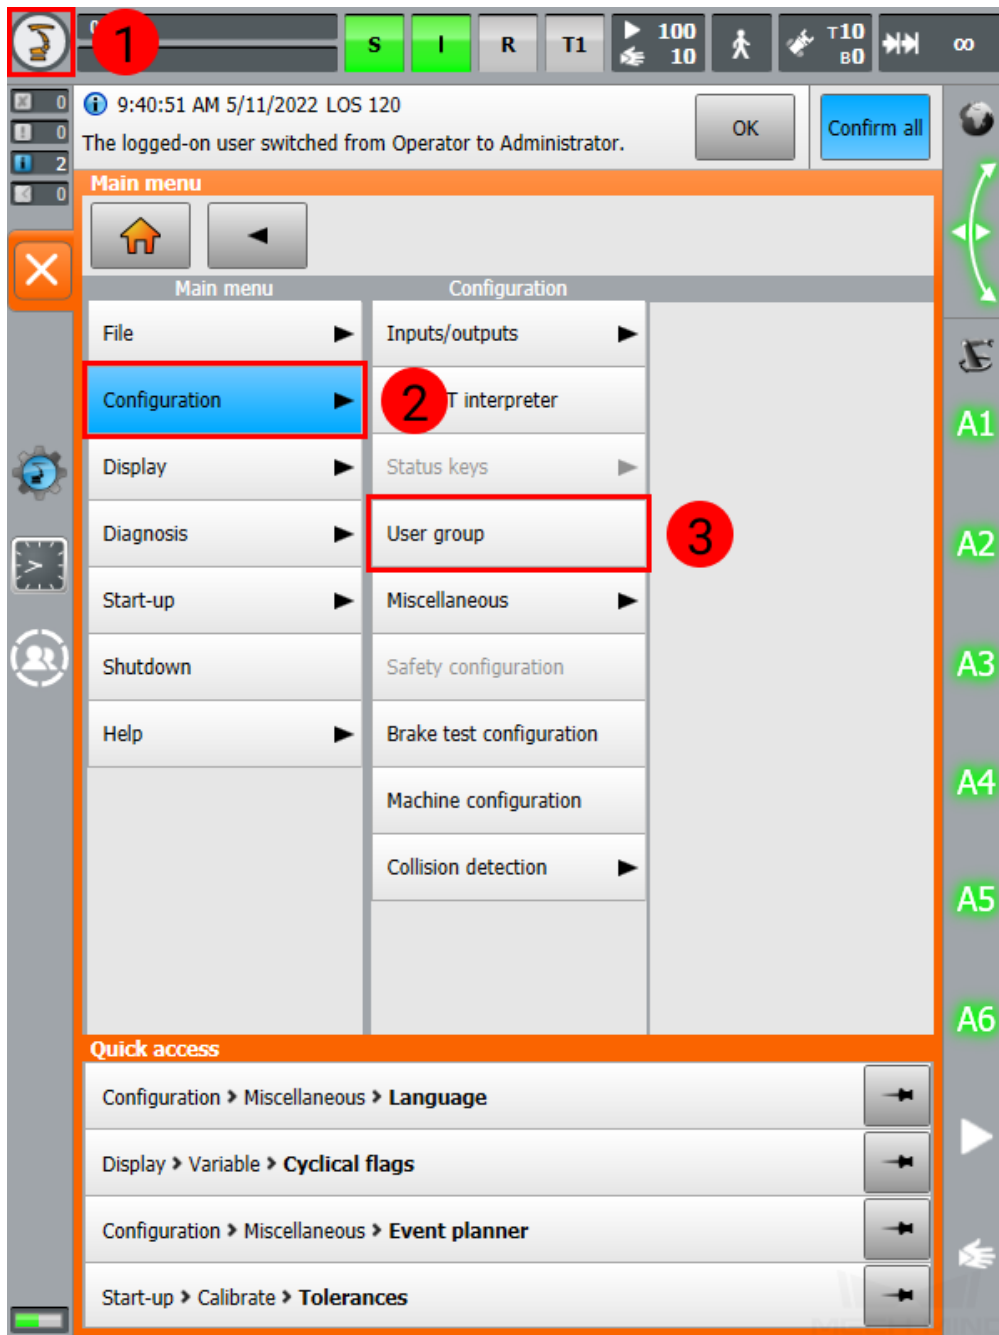 1
S I R T1 100 10 T10 B0 ∞
0
0
2
0
9:40:51 AM 5/11/2022 LOS 120
The logged-on user switched from Operator to Administrator.
OK
Confirm all
Main menu
Main menu
Configuration
File
Configuration
Display
Diagnosis
Start-up
Shutdown
Help
2
Inputs/outputs
T interpreter
Status keys
User group
3
Miscellaneous
Safety configuration
Brake test configuration
Machine configuration
Collision detection
A1
A2
A3
A4
A5
A6
Quick access
Configuration > Miscellaneous > Language
Display > Variable > Cyclical flags
Configuration > Miscellaneous > Event planner
Start-up > Calibrate > Tolerances